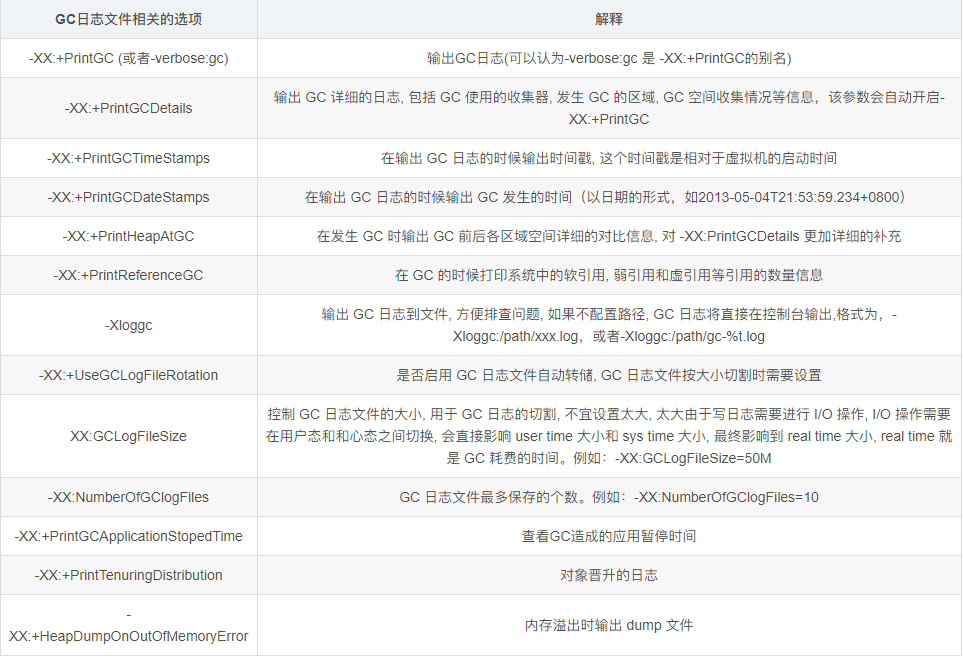 GC日志文件相关的选项
解释
-XX:+PrintGC (或者-verbose:gc)
输出GC日志(可以认为-verbose:gc 是 -XX:+PrintGC的别名)
-XX:+PrintGCDetails
输出 GC 详细的日志, 包括 GC 使用的收集器, 发生 GC 的区域, GC 空间收集情况等信息，该参数会自动开启-
XX:+PrintGC
-XX:+PrintGCTimeStamps
在输出 GC 日志的时候输出时间戳, 这个时间戳是相对于虚拟机的启动时间
-XX:+PrintGCDateStamps
在输出 GC 日志的时候输出 GC 发生的时间（以日期的形式，如2013-05-04T21:53:59.234+0800）
-XX:+PrintHeapAtGC
在发生 GC 时输出 GC 前后各区域空间详细的对比信息, 对 -XX:PrintGCDetails 更加详细的补充
-XX:+PrintReferenceGC
在 GC 的时候打印系统中的软引用, 弱引用和虚引用等引用的数量信息
-Xloggc
输出 GC 日志到文件, 方便排查问题, 如果不配置路径, GC 日志将直接在控制台输出,格式为，-
Xloggc:/path/xxx.log，或者-Xloggc:/path/gc-%t.log
-XX:+UseGCLogFileRotation
是否启用 GC 日志文件自动转储, GC 日志文件按大小切割时需要设置
XX:GCLogFileSize
控制 GC 日志文件的大小, 用于 GC 日志的切割, 不宜设置太大, 太大由于写日志需要进行 I/O 操作, I/O 操作需要
在用户态和和心态之间切换, 会直接影响 user time 大小和 sys time 大小, 最终影响到 real time 大小, real time 就
是 GC 耗费的时间。例如：-XX:GCLogFileSize=50M
-XX:NumberOfGClogFiles
GC 日志文件最多保存的个数。例如：-XX:NumberOfGClogFiles=10
-XX:+PrintGCApplicationStopedTime
查看GC造成的应用暂停时间
-XX:+PrintTenuringDistribution
对象晋升的日志
-
XX:+HeapDumpOnOutOfMemoryError
内存溢出时输出 dump 文件